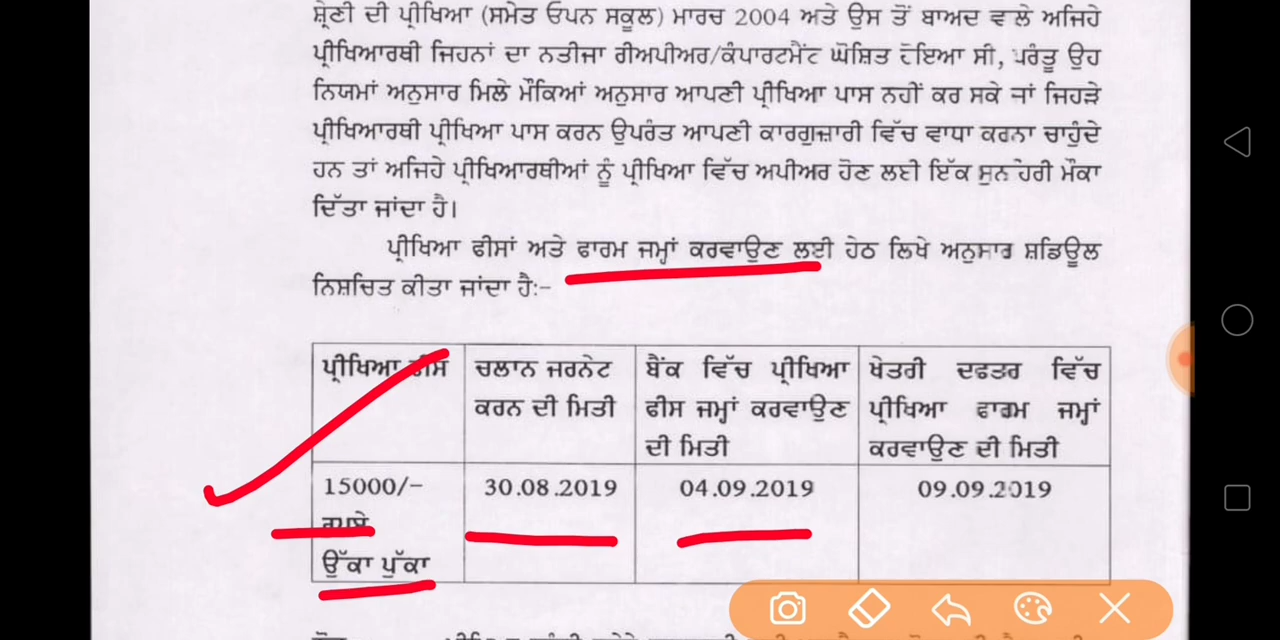 ਸ਼੍ਰੇਣੀ ਦੀ ਪ੍ਰੀਖਿਆ (ਸਮੇਤ ਓਪਨ ਸਕੂਲ) ਮਾਰਚ 2004 ਅਤੇ ਉਸ ਤੋਂ ਬਾਅਦ ਵਾਲੇ ਅਜਿਹੇ
ਪ੍ਰੀਖਿਆਰਥੀ ਜਿਹਨਾਂ ਦਾ ਨਤੀਜਾ ਰੀਅਪੀਅਰ/ਕੰਪਾਰਟਮੈਂਟ ਘੋਸ਼ਿਤ ਹੋਇਆ ਸੀ, ਪਰੰਤੂ ਉਹ
ਨਿਯਮਾਂ ਅਨੁਸਾਰ ਮਿਲੇ ਮੌਕਿਆਂ ਅਨੁਸਾਰ ਆਪਣੀ ਪ੍ਰੀਖਿਆ ਪਾਸ ਨਹੀਂ ਕਰ ਸਕੇ ਜਾਂ ਜਿਹੜੇ
ਪ੍ਰੀਖਿਆਰਥੀ ਪ੍ਰੀਖਿਆ ਪਾਸ ਕਰਨ ਉਪਰੰਤ ਆਪਣੀ ਕਾਰਗੁਜ਼ਾਰੀ ਵਿੱਚ ਵਾਧਾ ਕਰਨਾ ਚਾਹੁੰਦੇ
ਹਨ ਤਾਂ ਅਜਿਹੇ ਪ੍ਰੀਖਿਆਰਥੀਆਂ ਨੂੰ ਪ੍ਰੀਖਿਆ ਵਿੱਚ ਅਪੀਅਰ ਹੋਣ ਲਈ ਇੱਕ ਸੁਨਹੇਰੀ ਮੌਕਾ
ਦਿੱਤਾ ਜਾਂਦਾ ਹੈ।
ਪ੍ਰੀਖਿਆ ਫੀਸਾਂ ਅਤੇ ਫਾਰਮ ਜਮ੍ਹਾਂ ਕਰਵਾਉਣ ਲਈ ਹੇਠ ਲਿਖੇ ਅਨੁਸਾਰ ਸ਼ਡਿਊਲ
ਨਿਸ਼ਚਿਤ ਕੀਤਾ ਜਾਂਦਾ ਹੈ:-
ਪ੍ਰੀਖਿਆ ਫੀਸ
ਚਲਾਨ ਜਰਨੇਟ
ਕਰਨ ਦੀ ਮਿਤੀ
ਬੈਂਕ ਵਿੱਚ ਪ੍ਰੀਖਿਆ
ਫੀਸ ਜਮ੍ਹਾਂ ਕਰਵਾਉਣ
ਦੀ ਮਿਤੀ
ਖੇਤਰੀ ਦਫਤਰ ਵਿੱਚ
ਪ੍ਰੀਖਿਆ ਫਾਰਮ ਜਮ੍ਹਾਂ
ਕਰਵਾਉਣ ਦੀ ਮਿਤੀ
15000/-
ਰੁਪਏ
ਉੱਕਾ ਪੁੱਕਾ
30.08.2019
04.09.2019
09.09.2019